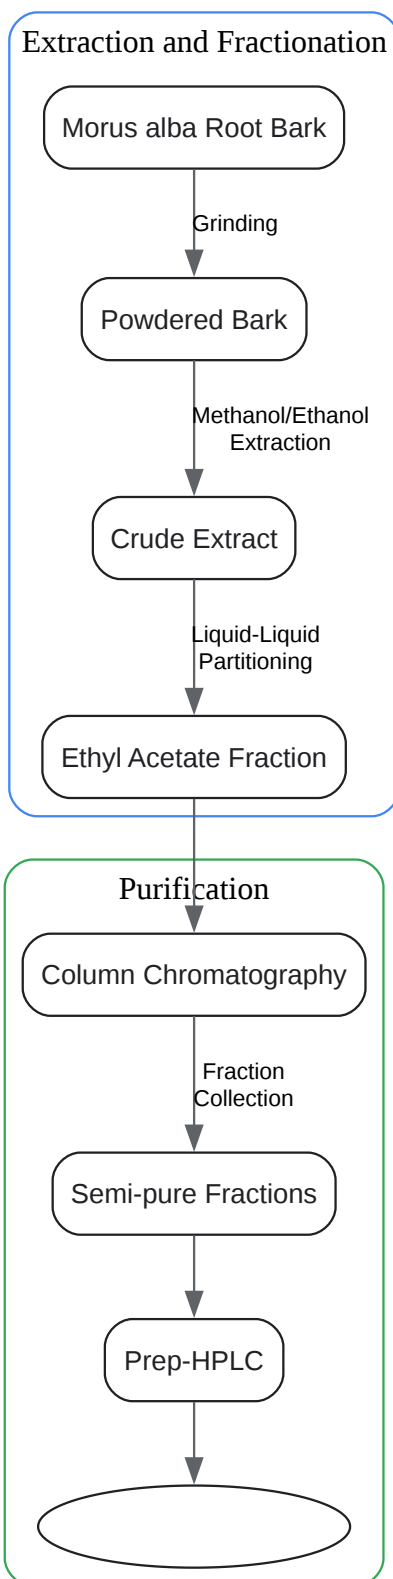 Extraction and Fractionation
Morus alba Root Bark
Grinding
Powdered Bark
Methanol/Ethanol
Extraction
Crude Extract
Liquid-Liquid
Partitioning
Ethyl Acetate Fraction
Purification
Column Chromatography
Fraction
Collection
Semi-pure Fractions
Prep-HPLC